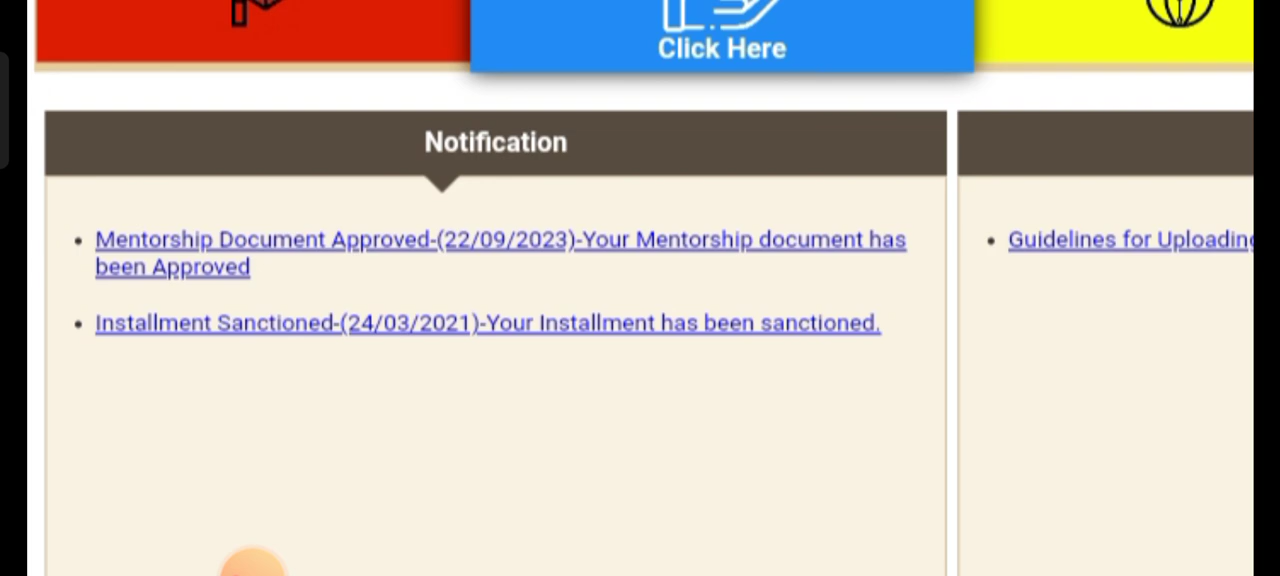 Click Here
Notification
Mentorship Document Approved-(22/09/2023)-Your Mentorship document has
been Approved
Installment Sanctioned-(24/03/2021)-Your Installment has been sanctioned.
Guidelines for Uploading